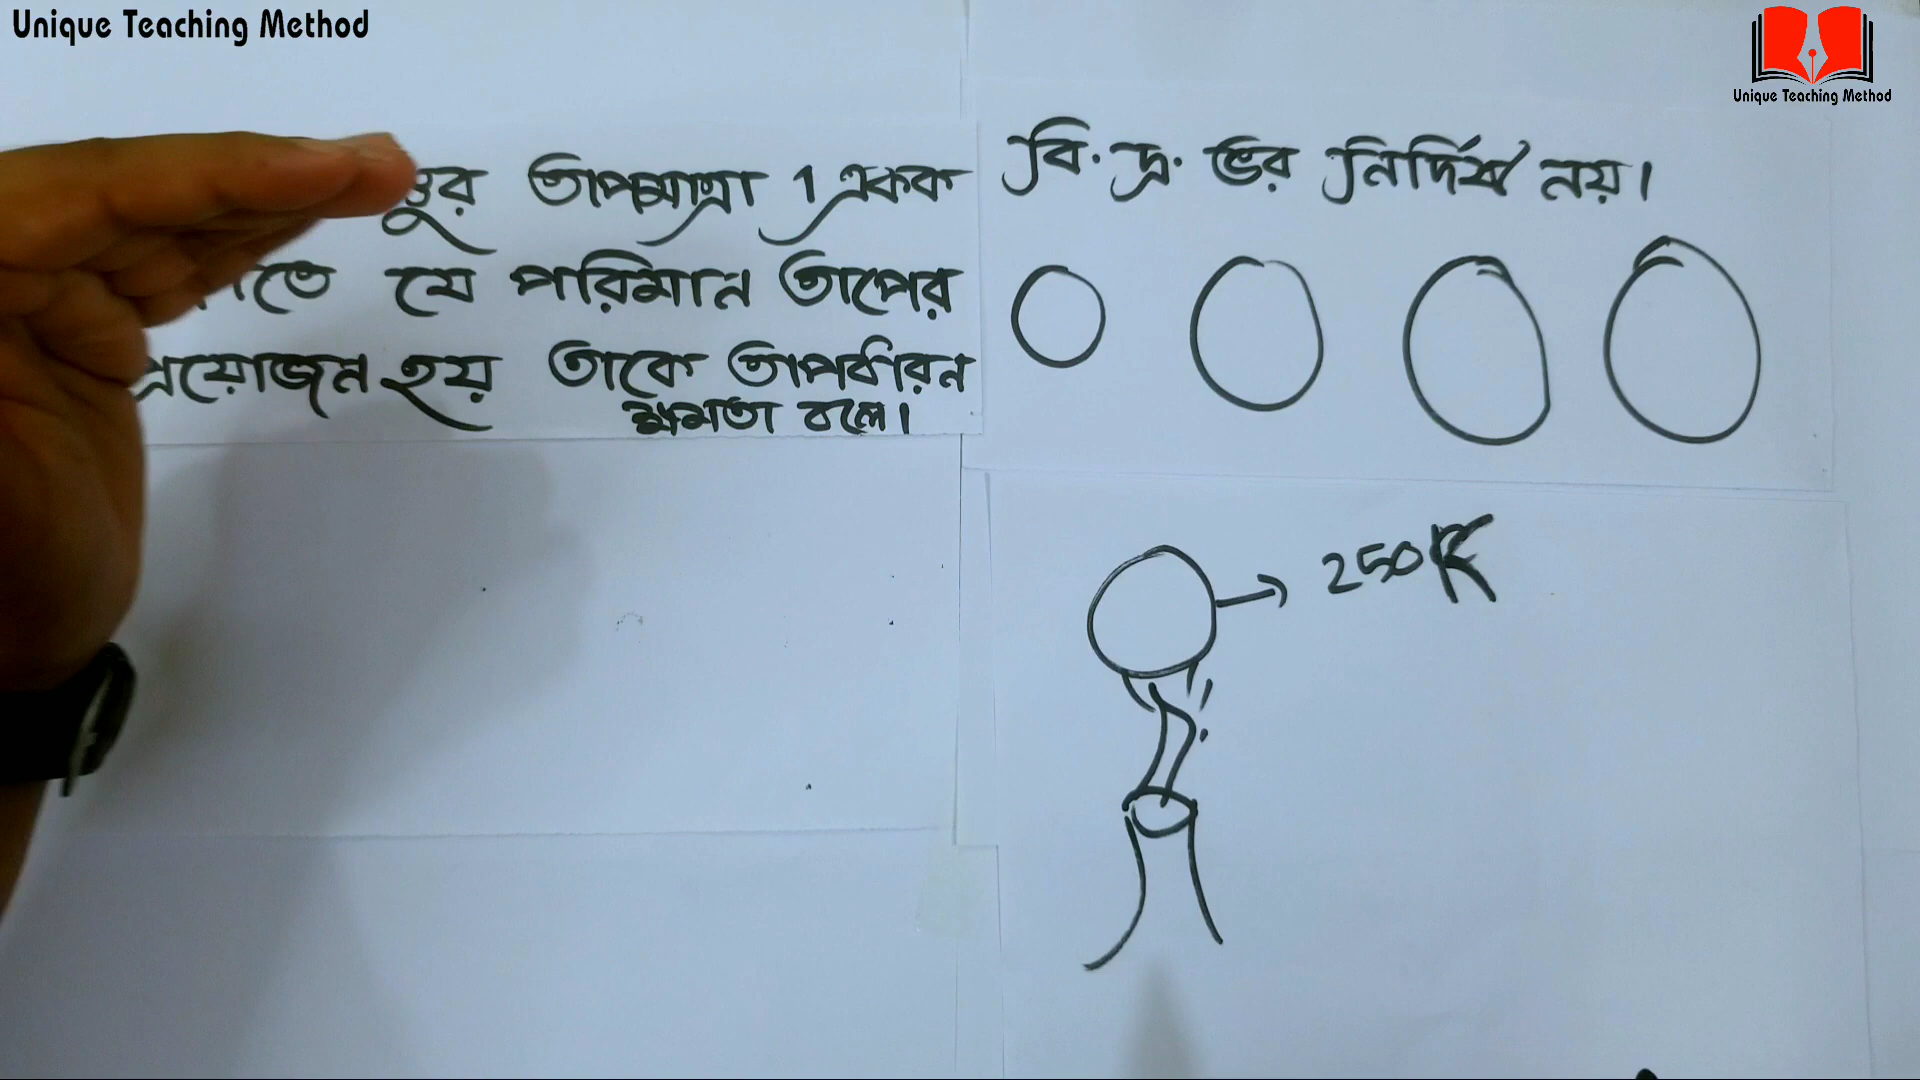 Unique Teaching Method
Unique Teaching Method
তাপমাত্রা 1 একক
যে পরিমান তাপের
প্রয়োজন হয় তাকে তাপধারন
ক্ষমতা বলে।
বি. দ্র. ভর নির্দিষ্ট নয়।
250K